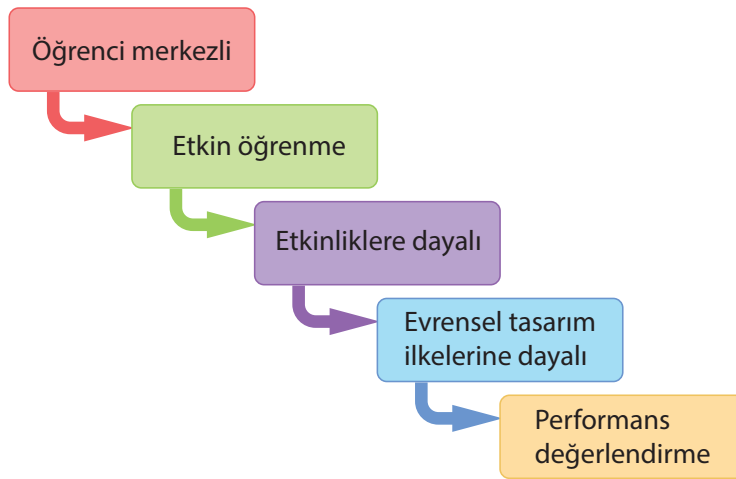 Öğrenci merkezli
Etkin öğrenme
Etkinliklere dayalı
Evrensel tasarım
ilkelerine dayalı
Performans
değerlendirme